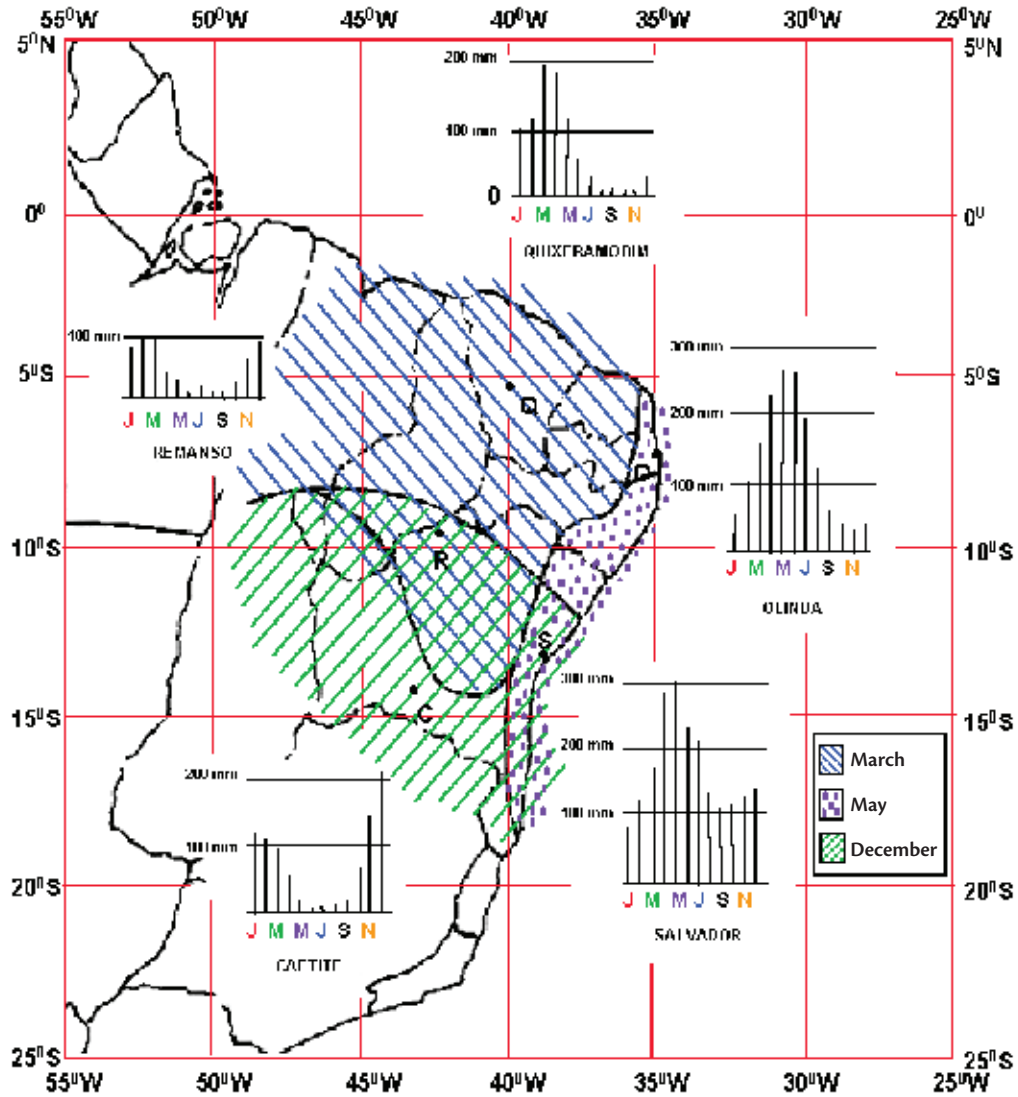 55⁰W 50⁰W 45⁰W 40⁰W 35⁰W 30⁰W 25⁰W
5⁰N 5⁰N
200 mm
100 mm
0
J M M J S N
QUIXERAMOBIM
0⁰ 0⁰
100 mm
J M M J S N
REMANSO
300 mm
200 mm
100 mm
J M M J S N
OLINDA
5⁰S 5⁰S
Q
O
10⁰S 10⁰S
R
S
C
300 mm
200 mm
100 mm
J M M J S N
SALVADOR
15⁰S 15⁰S
200 mm
100 mm
J M M J S N
CAETITE
March
May
December
20⁰S 20⁰S
25⁰S 25⁰S
55⁰W 50⁰W 45⁰W 40⁰W 35⁰W 30⁰W 25⁰W